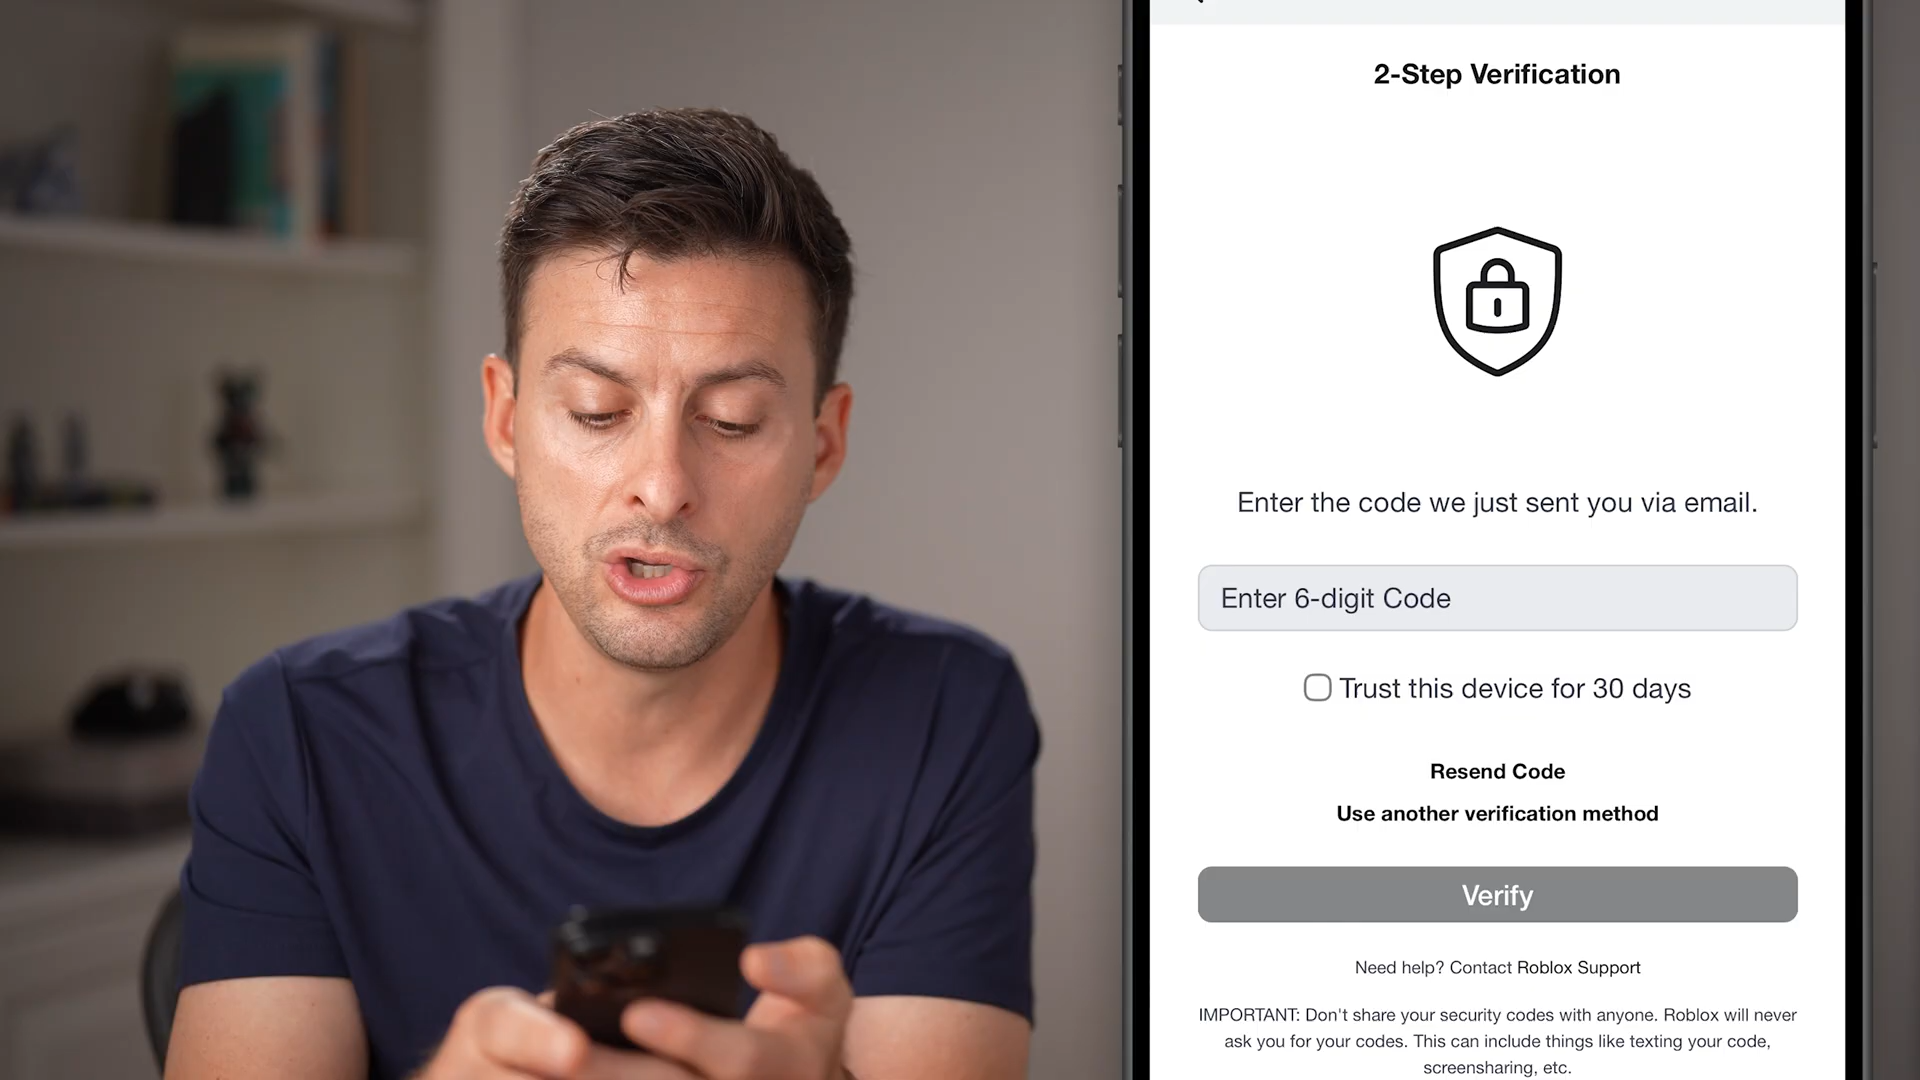 2-Step Verification
Enter the code we just sent you via email.
Enter 6-digit Code
Trust this device for 30 days
Resend Code
Use another verification method
Verify
Need help? Contact Roblox Support
IMPORTANT: Don't share your security codes with anyone. Roblox will never
ask you for your codes. This can include things like texting your code,
screensharing, etc.